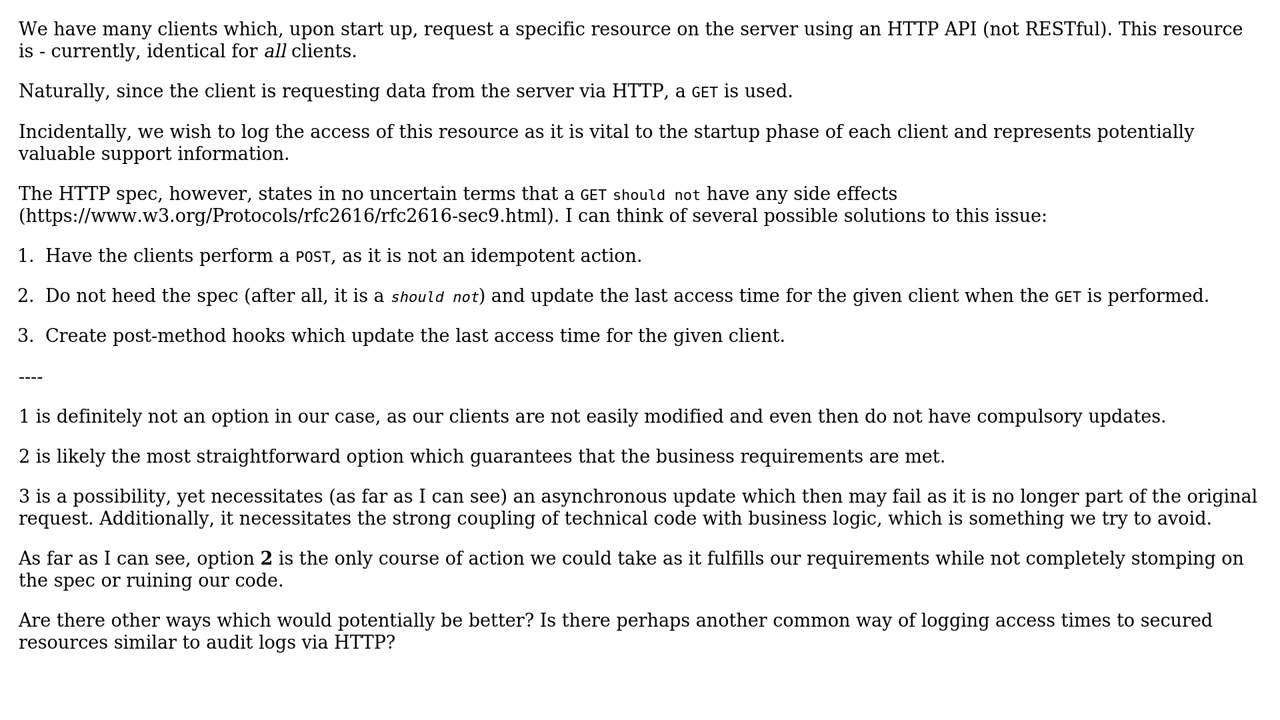 We have many clients which, upon start up, request a specific resource on the server using an HTTP API (not RESTful). This resource
is - currently, identical for all clients.
Naturally, since the client is requesting data from the server via HTTP, a GET is used.
Incidentally, we wish to log the access of this resource as it is vital to the startup phase of each client and represents potentially
valuable support information.
The HTTP spec, however, states in no uncertain terms that a GET should not have any side effects
(https://www.w3.org/Protocols/rfc2616/rfc2616-sec9.html). I can think of several possible solutions to this issue:
1. Have the clients perform a POST, as it is not an idempotent action.
2. Do not heed the spec (after all, it is a should not) and update the last access time for the given client when the GET is performed.
3. Create post-method hooks which update the last access time for the given client.
----
1 is definitely not an option in our case, as our clients are not easily modified and even then do not have compulsory updates.
2 is likely the most straightforward option which guarantees that the business requirements are met.
3 is a possibility, yet necessitates (as far as I can see) an asynchronous update which then may fail as it is no longer part of the original
request. Additionally, it necessitates the strong coupling of technical code with business logic, which is something we try to avoid.
As far as I can see, option 2 is the only course of action we could take as it fulfills our requirements while not completely stomping on
the spec or ruining our code.
Are there other ways which would potentially be better? Is there perhaps another common way of logging access times to secured
resources similar to audit logs via HTTP?